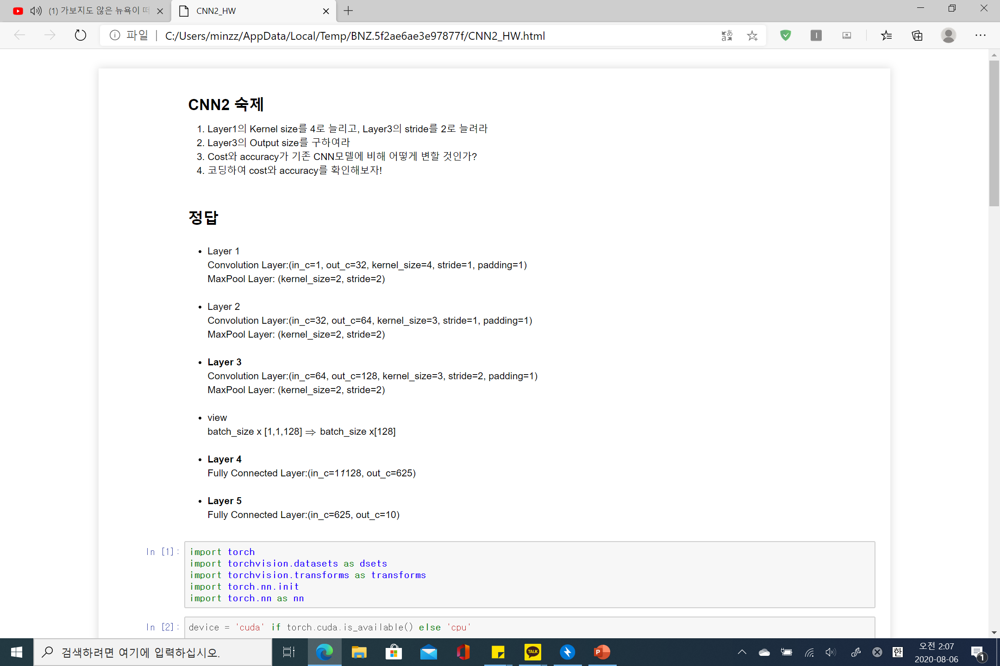 (1) 가보지도 않은 뉴욕이
CNN2_HW
파일
C:/Users/minzz/AppData/Local/Temp/BNZ.5f2ae6ae3e97877f/CNN2_HW.html
CNN2 숙제
1. Layer1의 Kernel size를 4로 늘리고, Layer3의 stride를 2로 늘려라
2. Layer3의 Output size를 구하여라
3. Cost와 accuracy가 기존 CNN모델에 비해 어떻게 변할 것인가?
4. 코딩하여 cost와 accuracy를 확인해보자!
정답
• Layer 1
Convolution Layer:(in_c=1, out_c=32, kernel_size=4, stride=1, padding=1)
MaxPool Layer: (kernel_size=2, stride=2)
• Layer 2
Convolution Layer:(in_c=32, out_c=64, kernel_size=3, stride=1, padding=1)
MaxPool Layer: (kernel_size=2, stride=2)
• Layer 3
Convolution Layer:(in_c=64, out_c=128, kernel_size=3, stride=2, padding=1)
MaxPool Layer: (kernel_size=2, stride=2)
• view
batch_size x [1,1,128] ⇒ batch_size x[128]
• Layer 4
Fully Connected Layer:(in_c=11128, out_c=625)
• Layer 5
Fully Connected Layer:(in_c=625, out_c=10)
In [1]:
import torch
import torchvision.datasets as dsets
import torchvision.transforms as transforms
import torch.nn.init
import torch.nn as nn
In [2]:
device = 'cuda' if torch.cuda.is_available() else 'cpu'
검색하려면 여기에 입력하십시오.
TALK
한
오전 2:07
2020-08-06
1